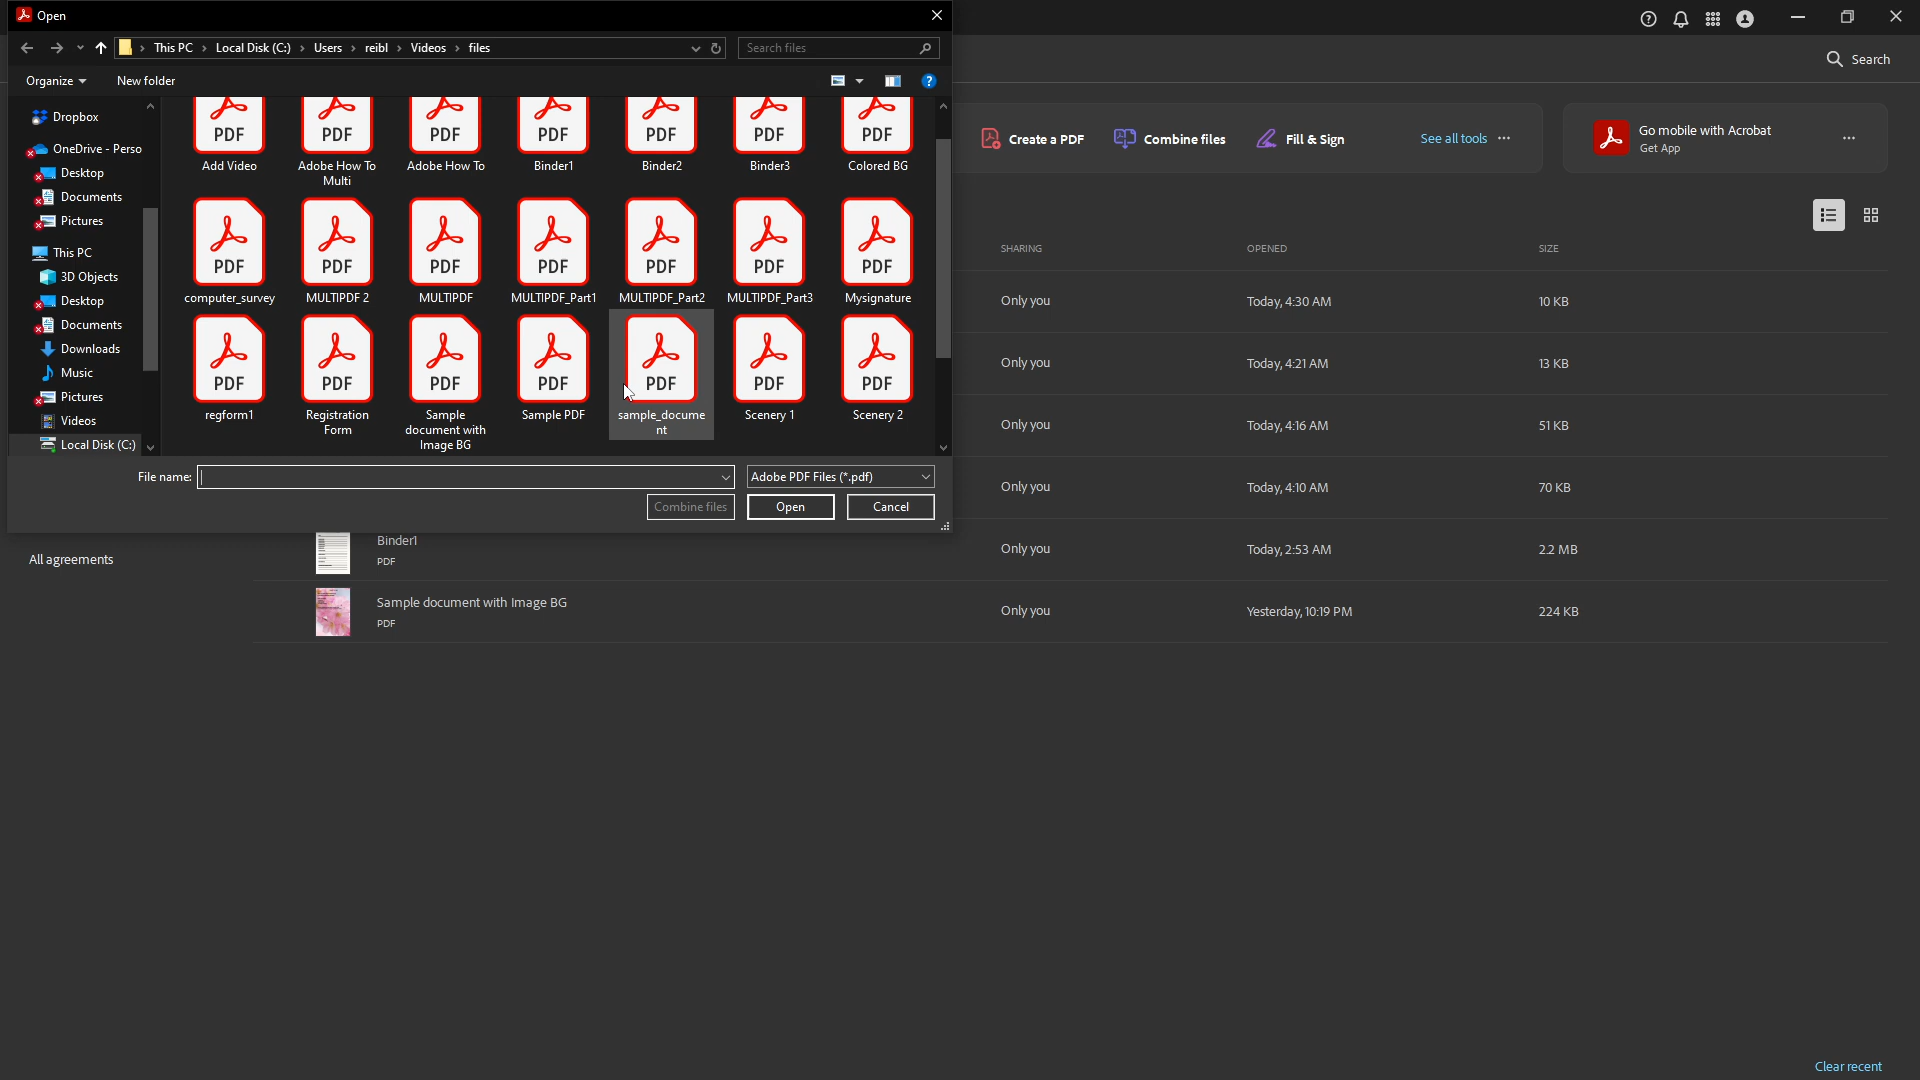 Open
This PC > Local Disk (C:) > Users > reibl > Videos > files
Search files
Organize
New folder
Dropbox
OneDrive - Perso
Desktop
Documents
Pictures
This PC
3D Objects
Desktop
Documents
Downloads
Music
Pictures
Videos
Local Disk (C:)
PDF PDF PDF PDF PDF PDF PDF
Add Video
Adobe How To
Multi
Adobe How To
Binder1
Binder2
Binder3
Colored BG
PDF PDF PDF PDF PDF PDF PDF
computer_survey
MULTIPDF 2
MULTIPDF
MULTIPDF_Part1
MULTIPDF_Part2
MULTIPDF_Part3
Mysignature
PDF PDF PDF PDF PDF PDF PDF
regform1
Registration
Form
Sample
document with
Image BG
Sample PDF
sample_docume
nt
Scenery 1
Scenery 2
File name:
Adobe PDF Files (*.pdf)
Combine files
Open
Cancel
Search
Create a PDF
Combine files
Fill & Sign
See all tools
Go mobile with Acrobat
Get App
SHARING OPENED SIZE
Only you Today, 4:30 AM 10 KB
Only you Today, 4:21 AM 13 KB
Only you Today, 4:16 AM 51 KB
Only you Today, 4:10 AM 70 KB
All agreements
Binder1
PDF
Only you Today, 2:53 AM 2.2 MB
Sample document with Image BG
PDF
Only you Yesterday, 10:19 PM 224 KB
Clear recent